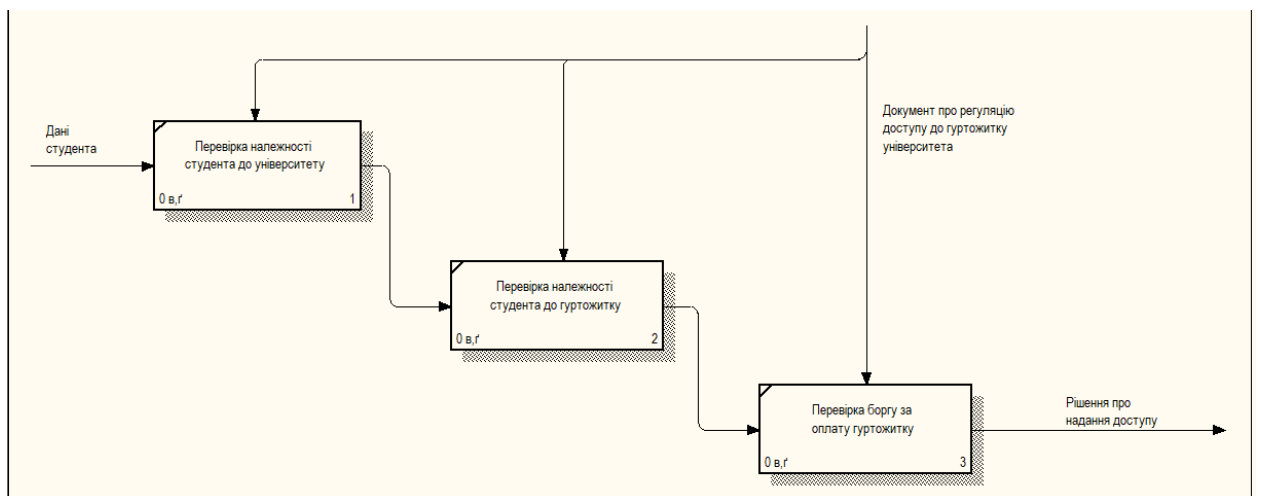 Дані
студента
Перевірка належності
студента до університету
0 в,ґ
1
Документ про регуляцію
доступу до гуртожитку
університета
Перевірка належності
студента до гуртожитку
0 в,ґ
2
Перевірка боргу за
оплату гуртожитку
0 в,ґ
3
Рішення про
надання доступу